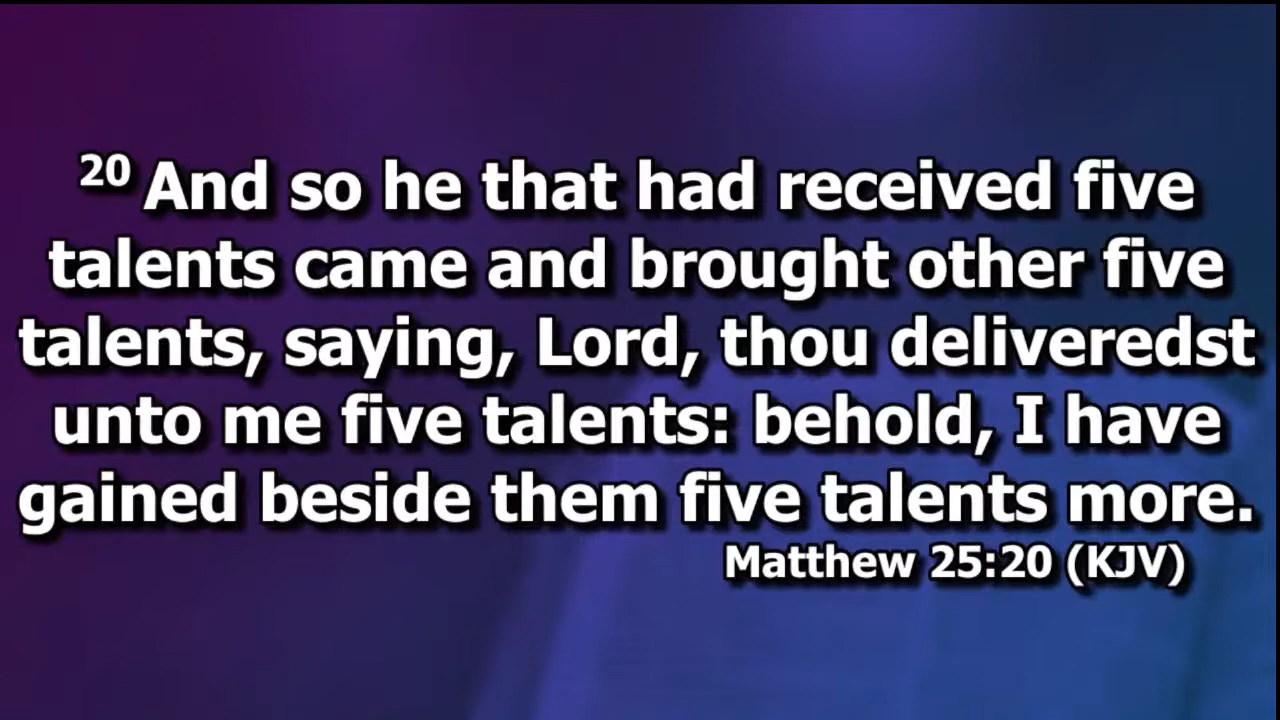 20 And so he that had received five
talents came and brought other five
talents, saying, Lord, thou deliveredst
unto me five talents: behold, I have
gained beside them five talents more.
Matthew 25:20 (KJV)